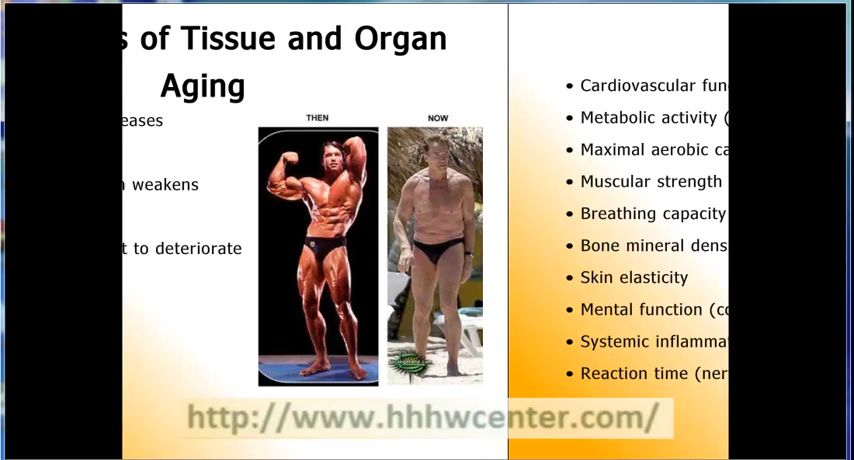 s of Tissue and Organ
Aging
eases
weakens
t to deteriorate
THEN
NOW
• Cardiovascular fun
• Metabolic activity (
• Maximal aerobic ca
• Muscular strength
• Breathing capacity
• Bone mineral dens
• Skin elasticity
• Mental function (co
• Systemic inflamma
• Reaction time (ner
http://www.hhhwcenter.com/